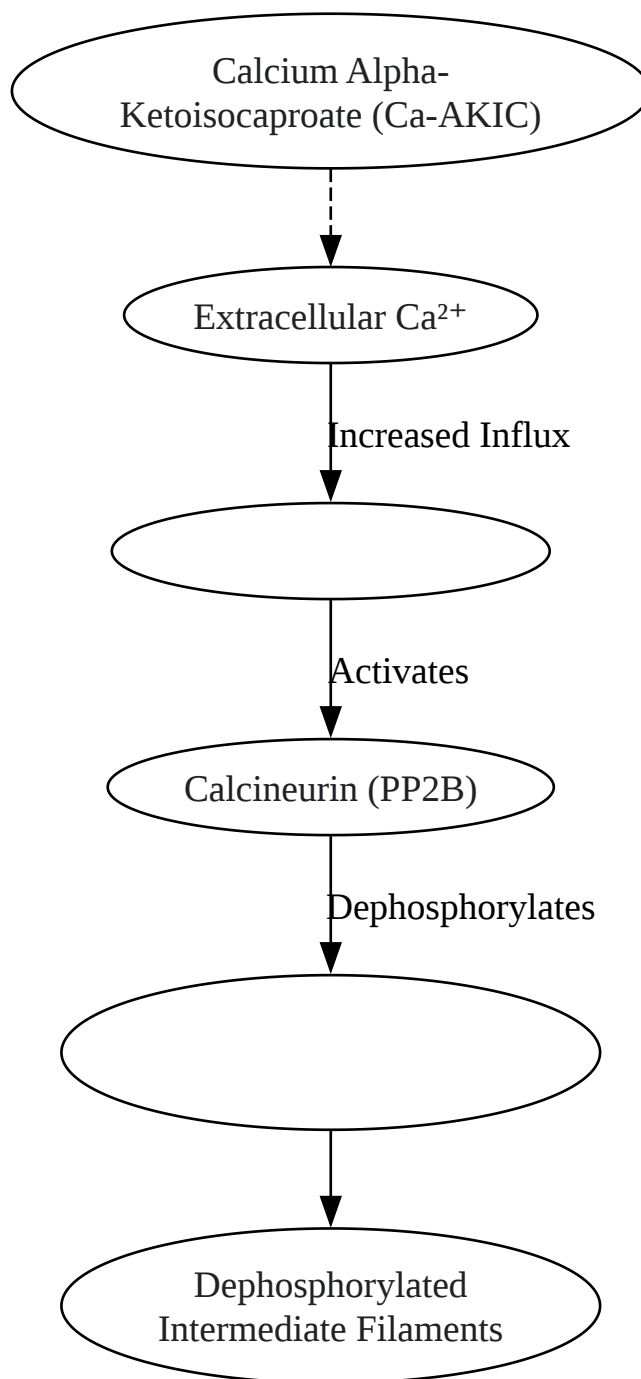 Calcium Alpha-
Ketoisocaproate (Ca-AKIC)
Extracellular Ca²⁺
Increased Influx
Activates
Calcineurin (PP2B)
Dephosphorylates
Dephosphorylated
Intermediate Filaments